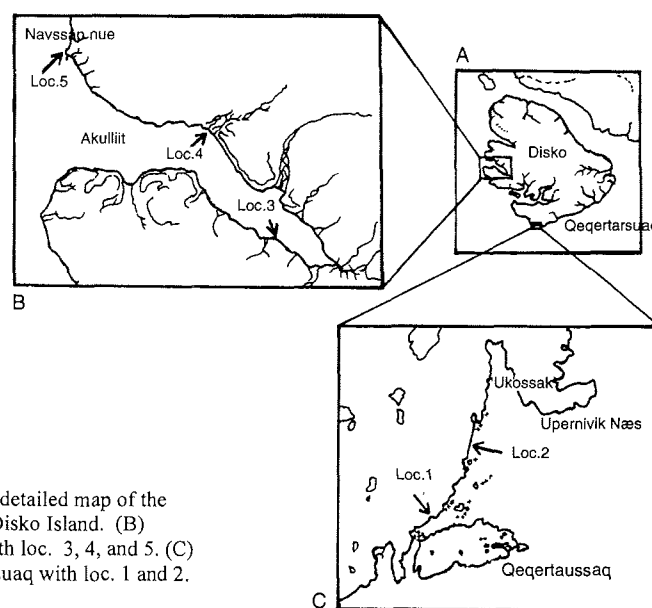 Navssan nue
Loc.5
Akulliit
Loc.4
Loc.3
B
A
Disko
Qeqertarsuaq
Ukossak
Upernivik Næs
Loc.2
Loc.1
Qeqertaussaq
C
detailed map of the
Disko Island. (B)
th loc. 3, 4, and 5. (C)
uaq with loc. 1 and 2.